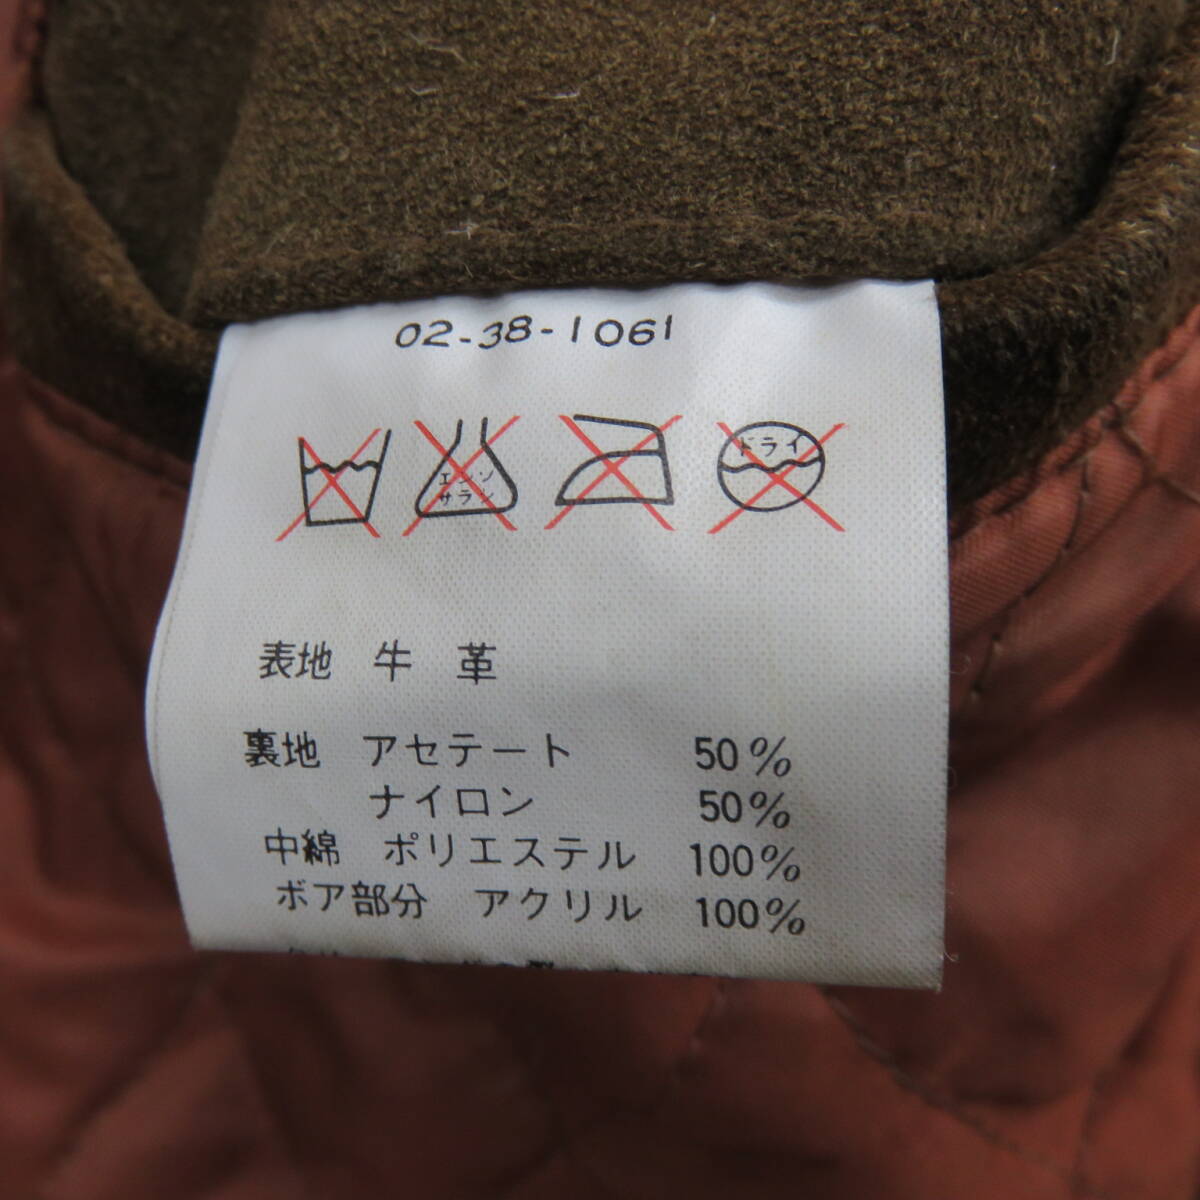 02-38-1061
エンソ ドライ
サラシ
表地 牛革
裏地 アセテート 50%
ナイロン 50%
中綿 ポリエステル 100%
ボア部分 アクリル 100%